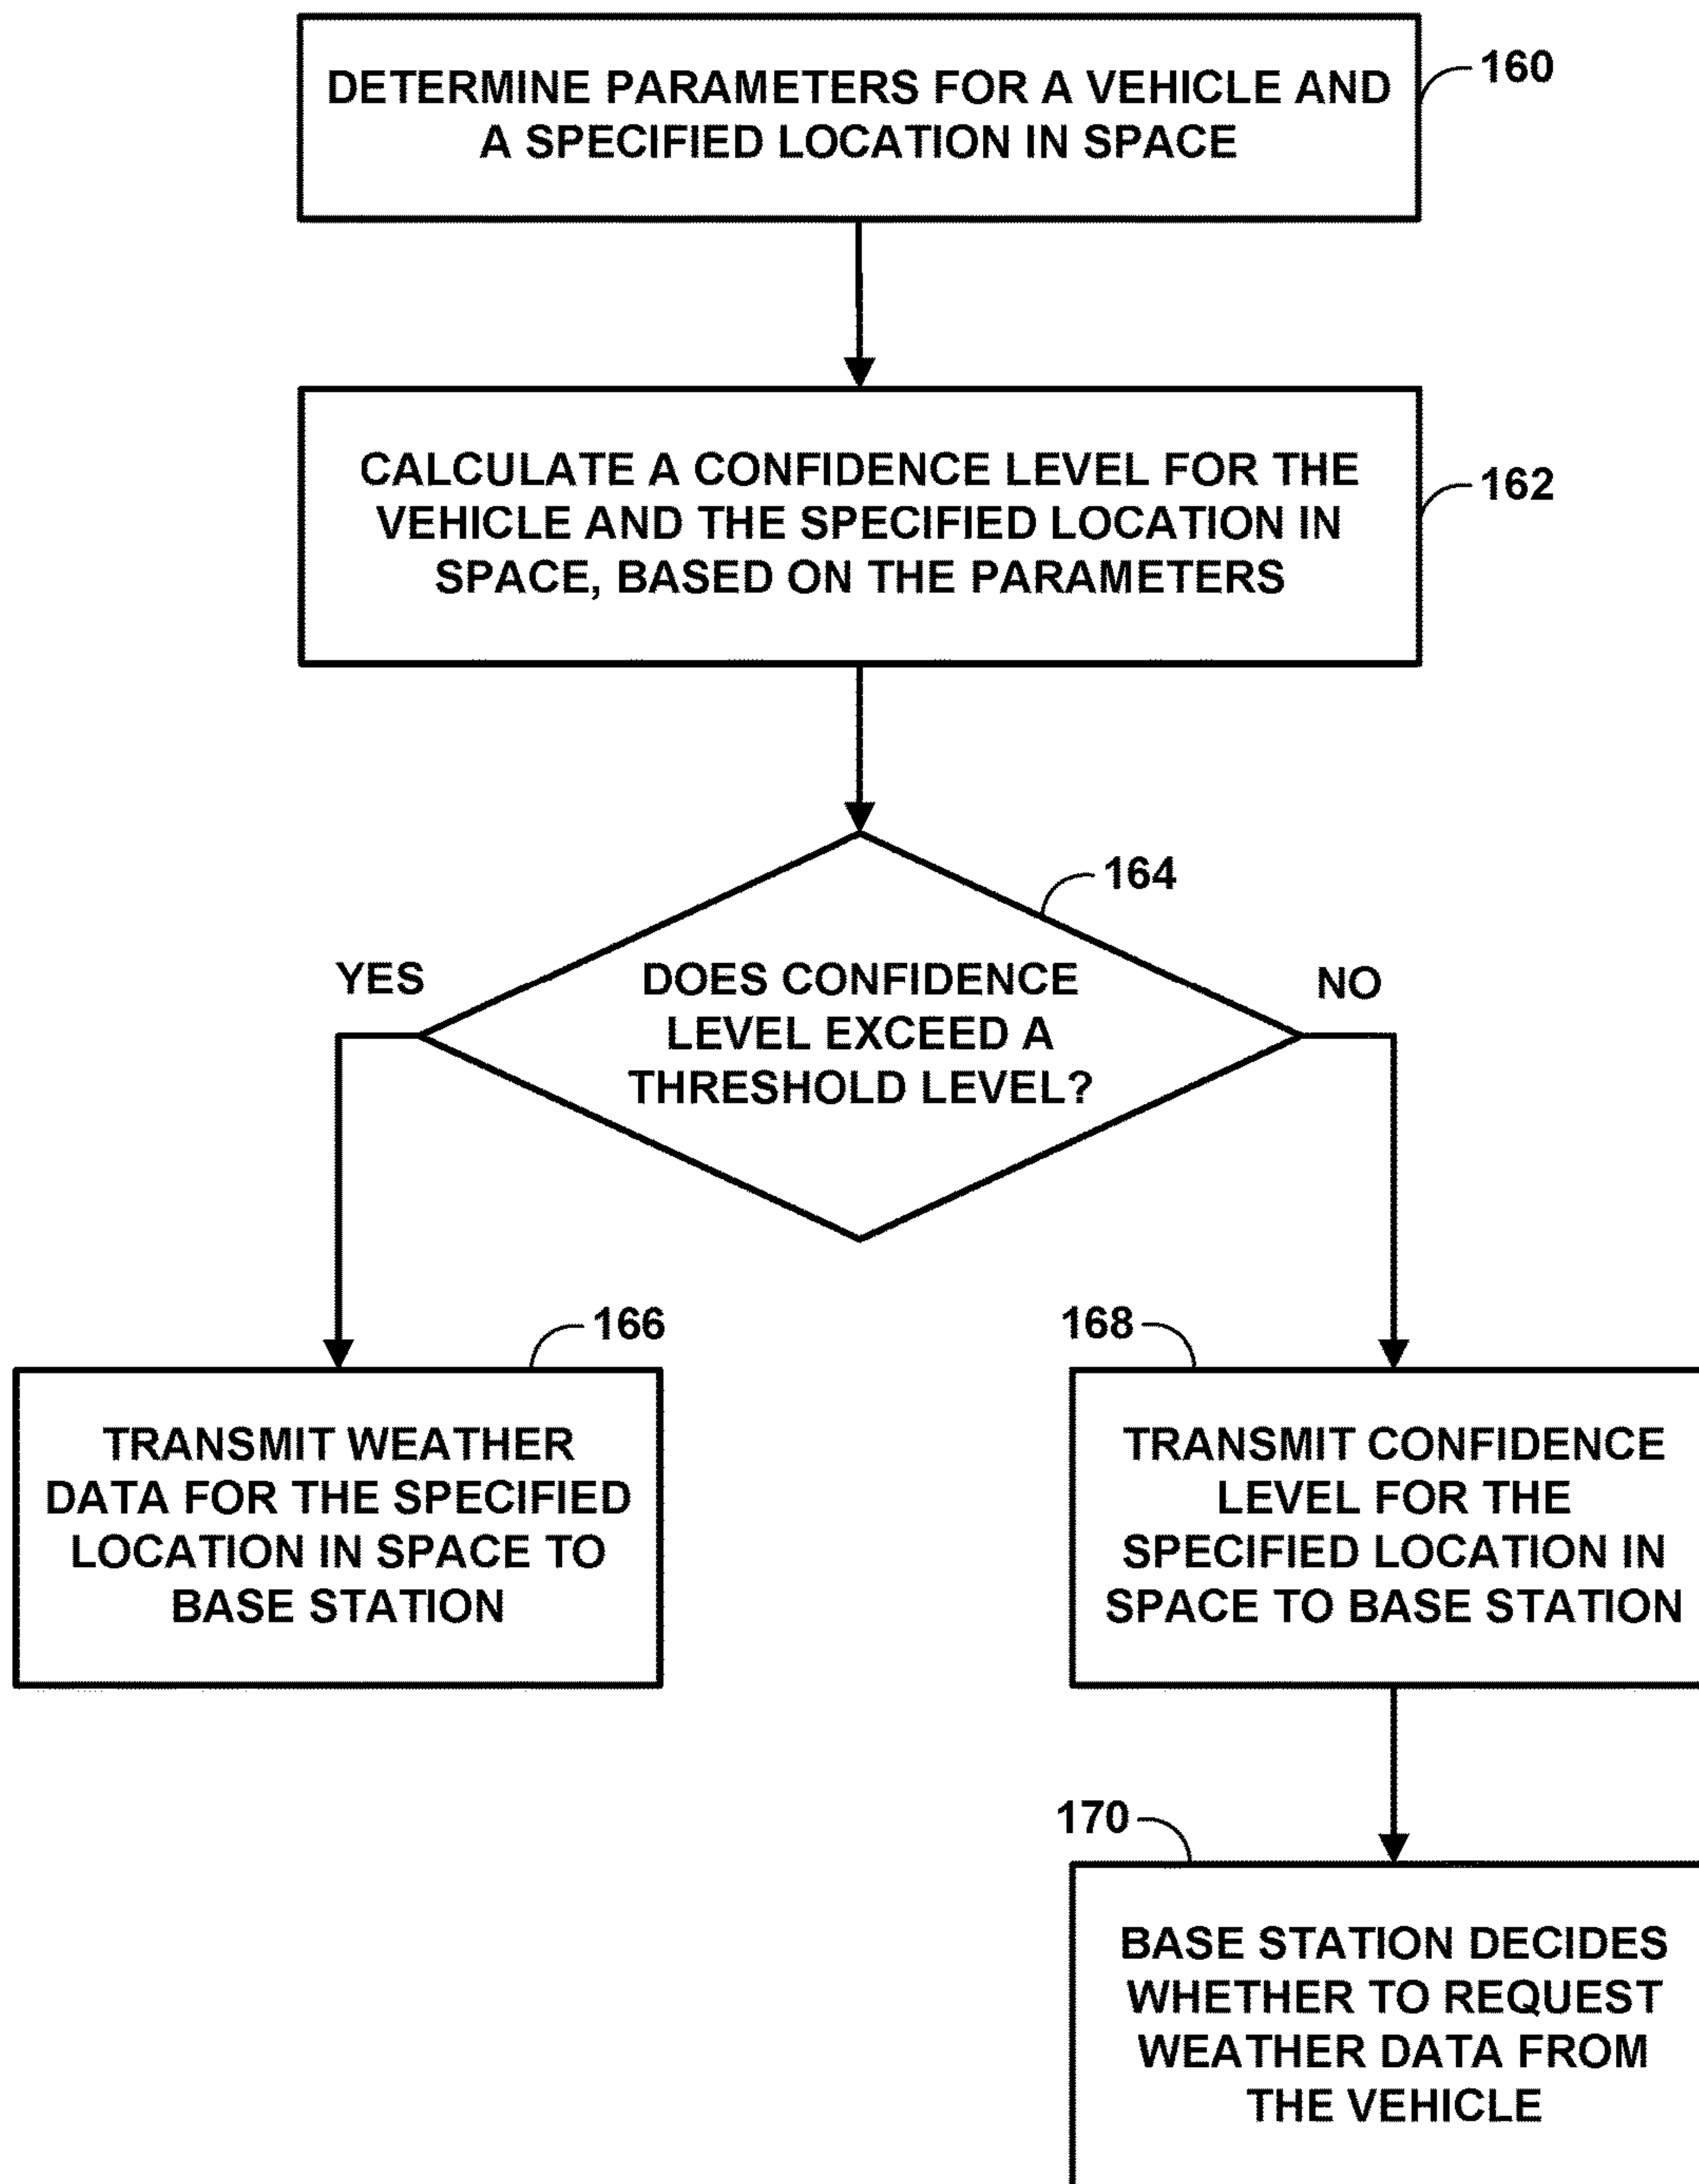 DETERMINE PARAMETERS FOR A VEHICLE AND
A SPECIFIED LOCATION IN SPACE
160
CALCULATE A CONFIDENCE LEVEL FOR THE
VEHICLE AND THE SPECIFIED LOCATION IN
SPACE, BASED ON THE PARAMETERS
162
164
YES
DOES CONFIDENCE
LEVEL EXCEED A
THRESHOLD LEVEL?
NO
166
TRANSMIT WEATHER
DATA FOR THE SPECIFIED
LOCATION IN SPACE TO
BASE STATION
168
TRANSMIT CONFIDENCE
LEVEL FOR THE
SPECIFIED LOCATION IN
SPACE TO BASE STATION
170
BASE STATION DECIDES
WHETHER TO REQUEST
WEATHER DATA FROM
THE VEHICLE